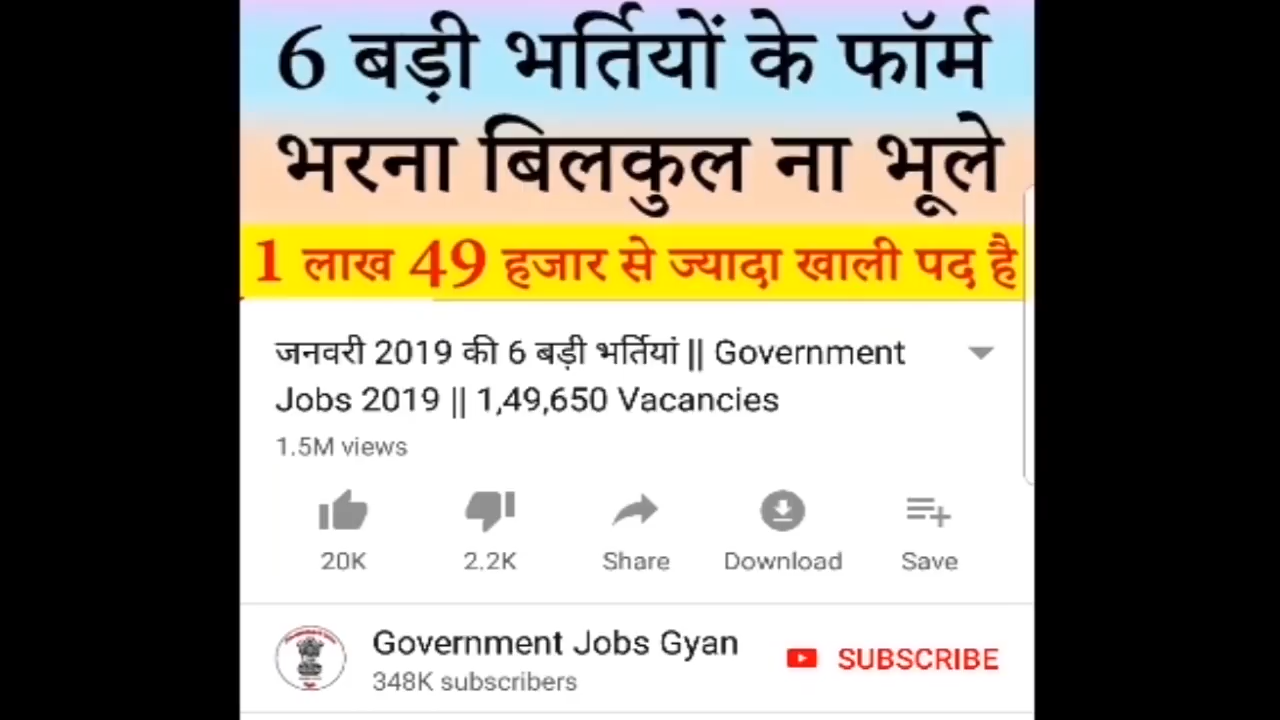 6 बड़ी भर्तियों के फॉर्म
भरना बिलकुल ना भूले
1 लाख 49 हजार से ज्यादा खाली पद है
जनवरी 2019 की 6 बड़ी भर्तियां || Government
Jobs 2019 || 1,49,650 Vacancies
1.5M views
20K 2.2K Share Download Save
Government Jobs Gyan
SUBSCRIBE
348K subscribers